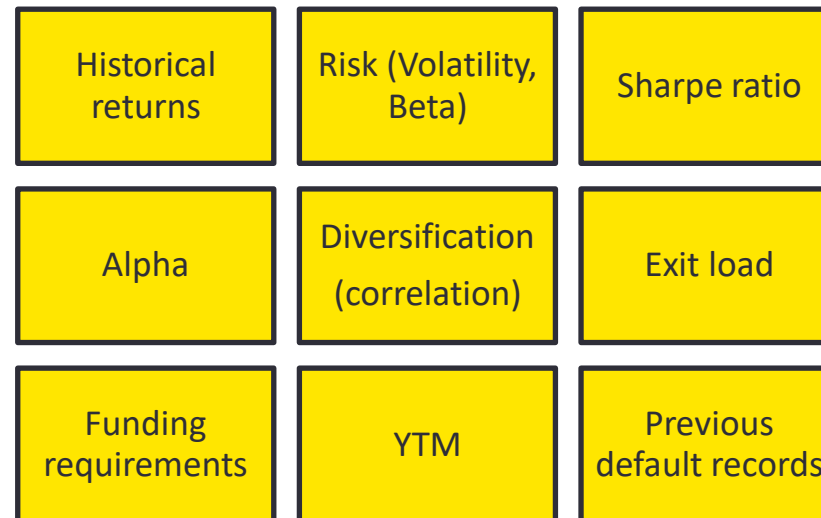 Historical
returns
Risk (Volatility,
Beta)
Sharpe ratio
Alpha
Diversification
(correlation)
Exit load
Funding
requirements
YTM
Previous
default records